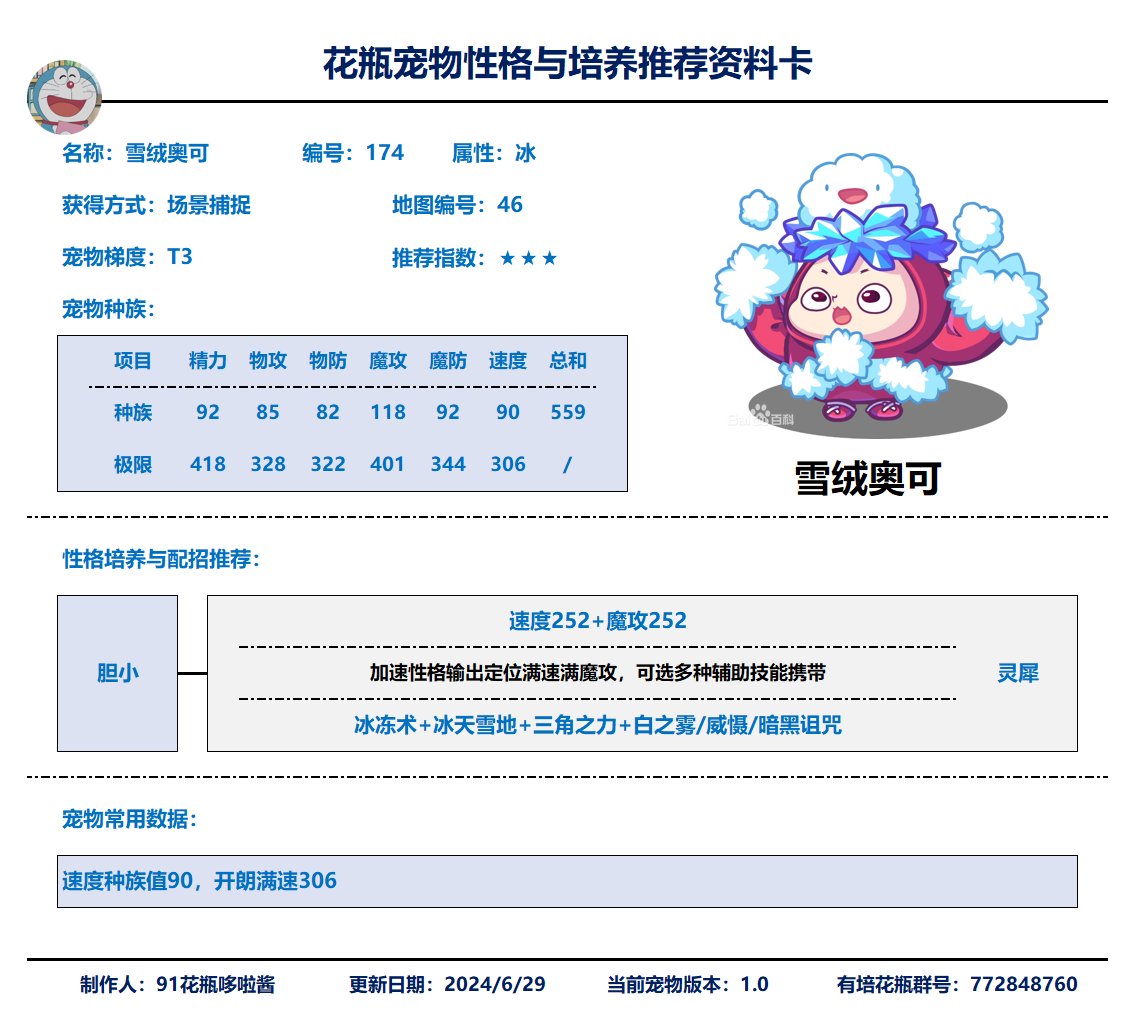 花瓶宠物性格与培养推荐资料卡
名称：雪绒奥可 编号：174 属性：冰
获得方式：场景捕捉 地图编号：46
宠物梯度：T3 推荐指数：★★★
宠物种族：
项目 精力 物攻 物防 魔攻 魔防 速度 总和
种族 92 85 82 118 92 90 559
极限 418 328 322 401 344 306 /
Bai百科
雪绒奥可
性格培养与配招推荐：
胆小
速度252+魔攻252
加速性格输出定位满速满魔攻，可选多种辅助技能携带
灵犀
冰冻术+冰天雪地+三角之力+白之雾/威慑/暗黑诅咒
宠物常用数据：
速度种族值90，开朗满速306
制作人：91花瓶哆啦酱 更新日期：2024/6/29 当前宠物版本：1.0 有培花瓶群号：772848760